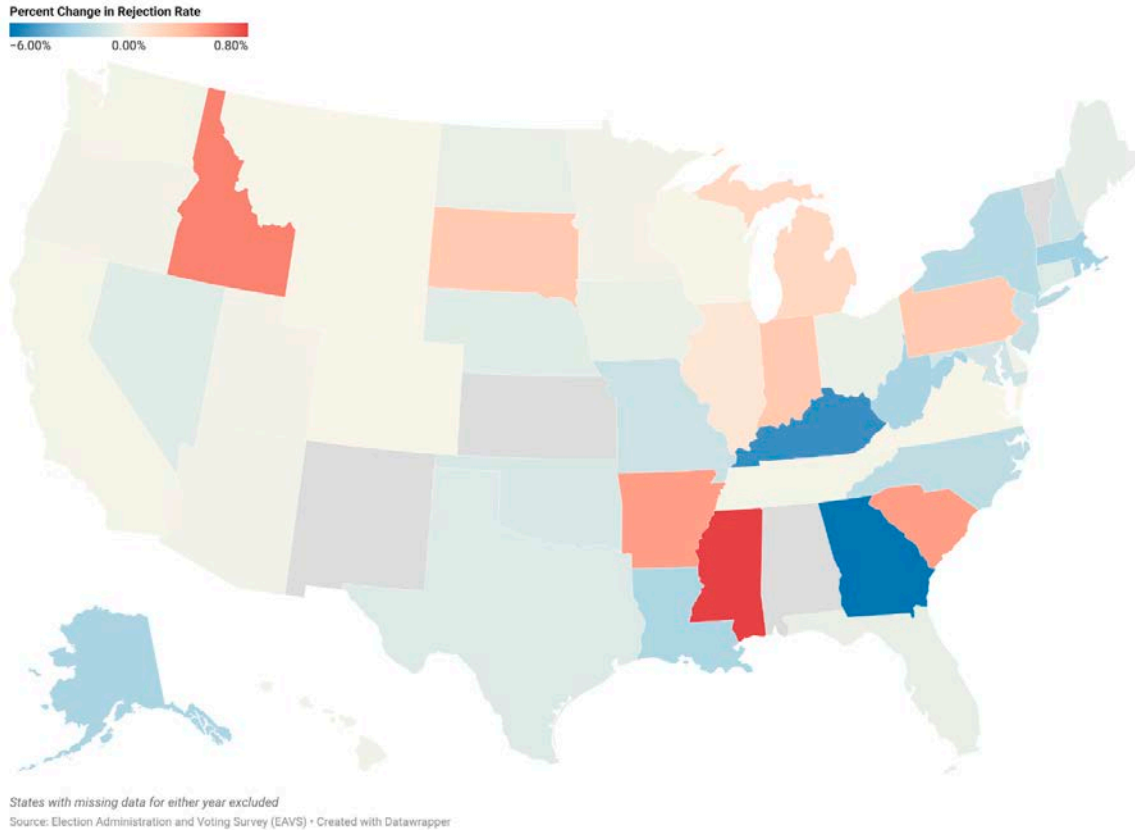 Percent Change in Rejection Rate
−6.00% 0.00% 0.80%
States with missing data for either year excluded
Source: Election Administration and Voting Survey (EAVS) • Created with Datawrapper